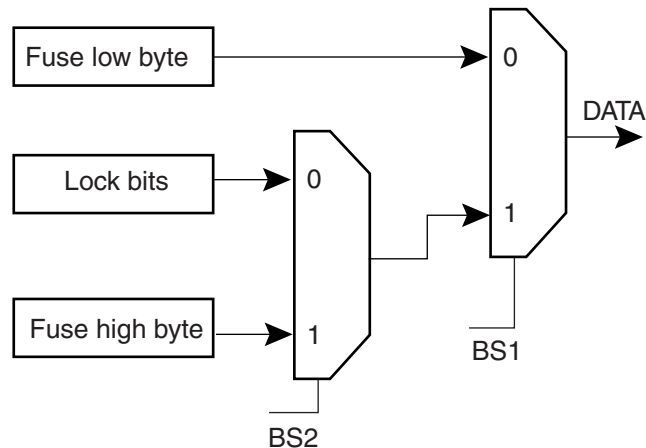 Fuse low byte
0
DATA
Lock bits
0
1
Fuse high byte
1
BS1
BS2